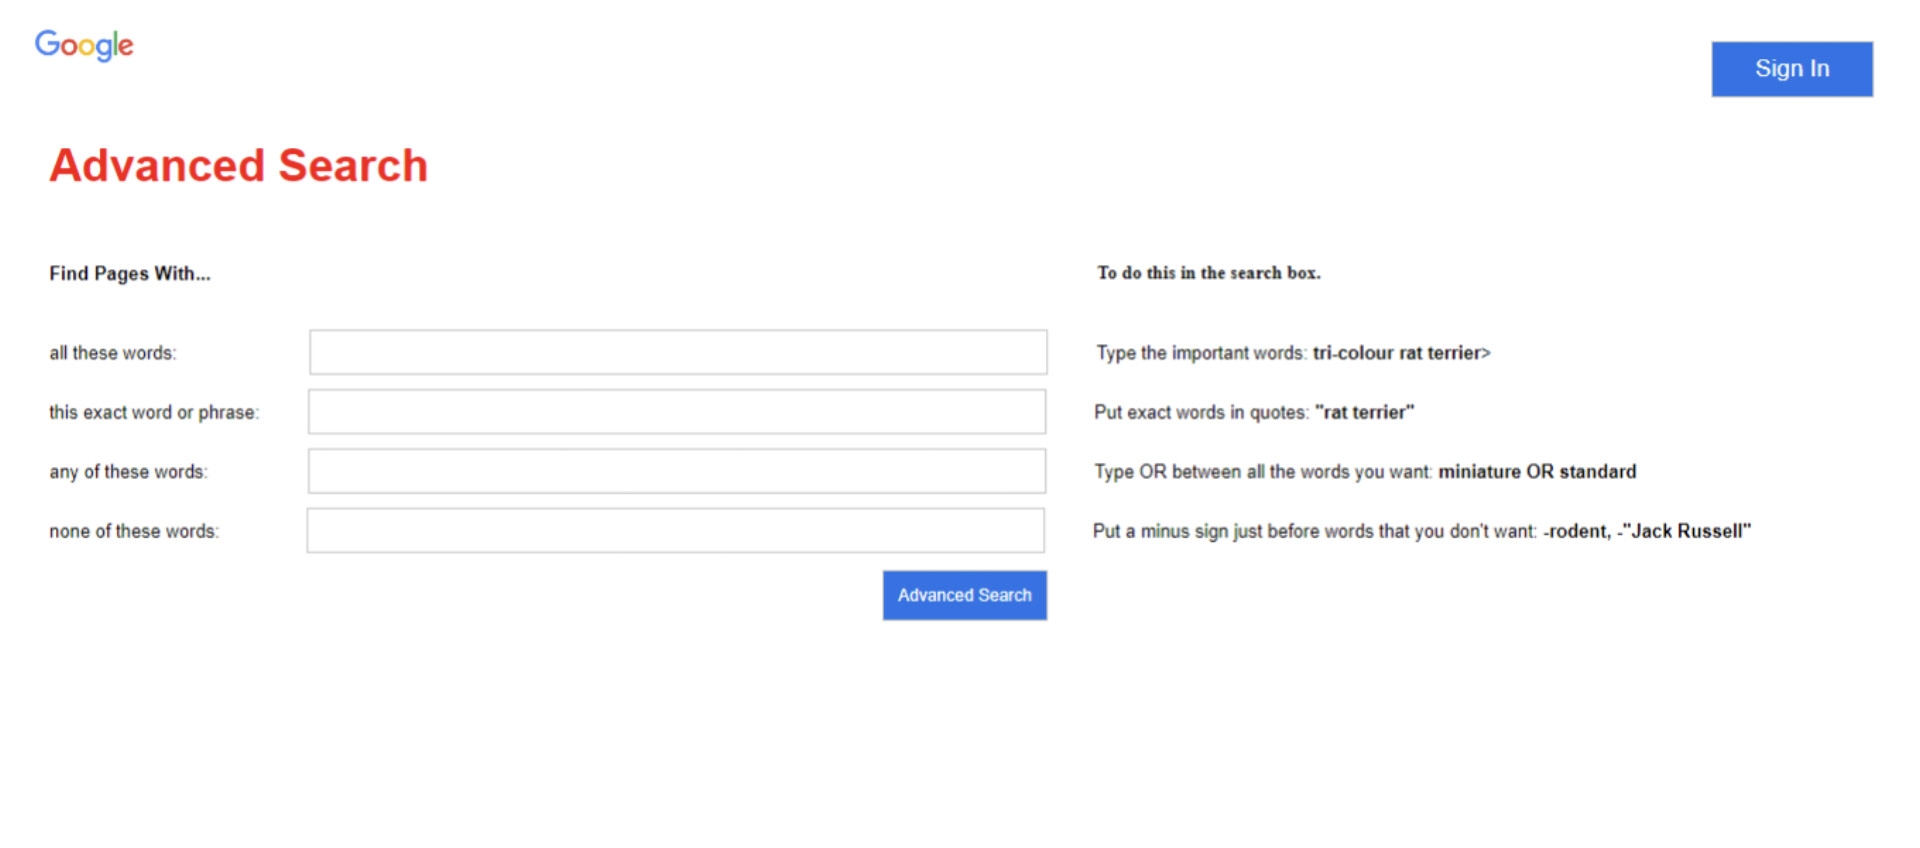 Google
Sign In
Advanced Search
Find Pages With...
To do this in the search box.
all these words:
Type the important words: tri-colour rat terrier>
this exact word or phrase:
Put exact words in quotes: "rat terrier"
any of these words:
Type OR between all the words you want: miniature OR standard
none of these words:
Put a minus sign just before words that you don't want: -rodent, -"Jack Russell"
Advanced Search